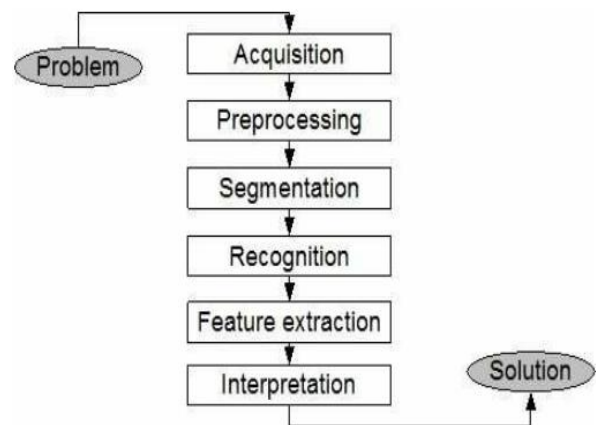 Problem
Acquisition
Preprocessing
Segmentation
Recognition
Feature extraction
Interpretation
Solution